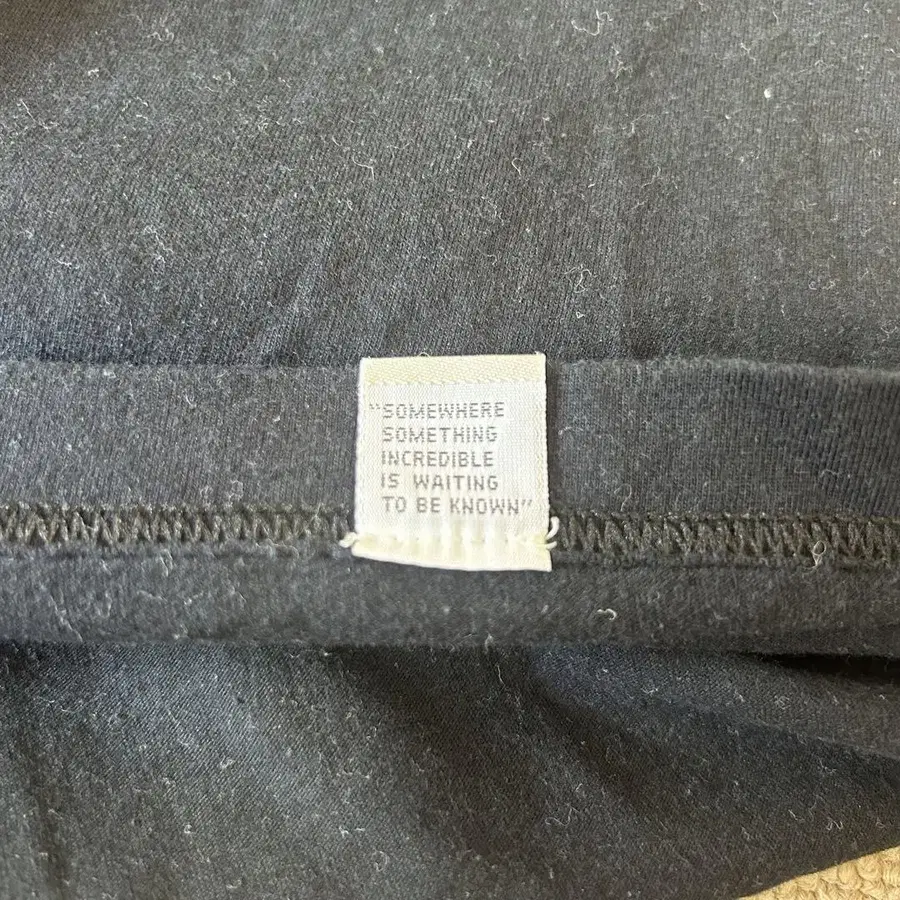 “SOMEWHERE
SOMETHING
INCREDIBLE
IS WAITING
TO BE KNOWN”